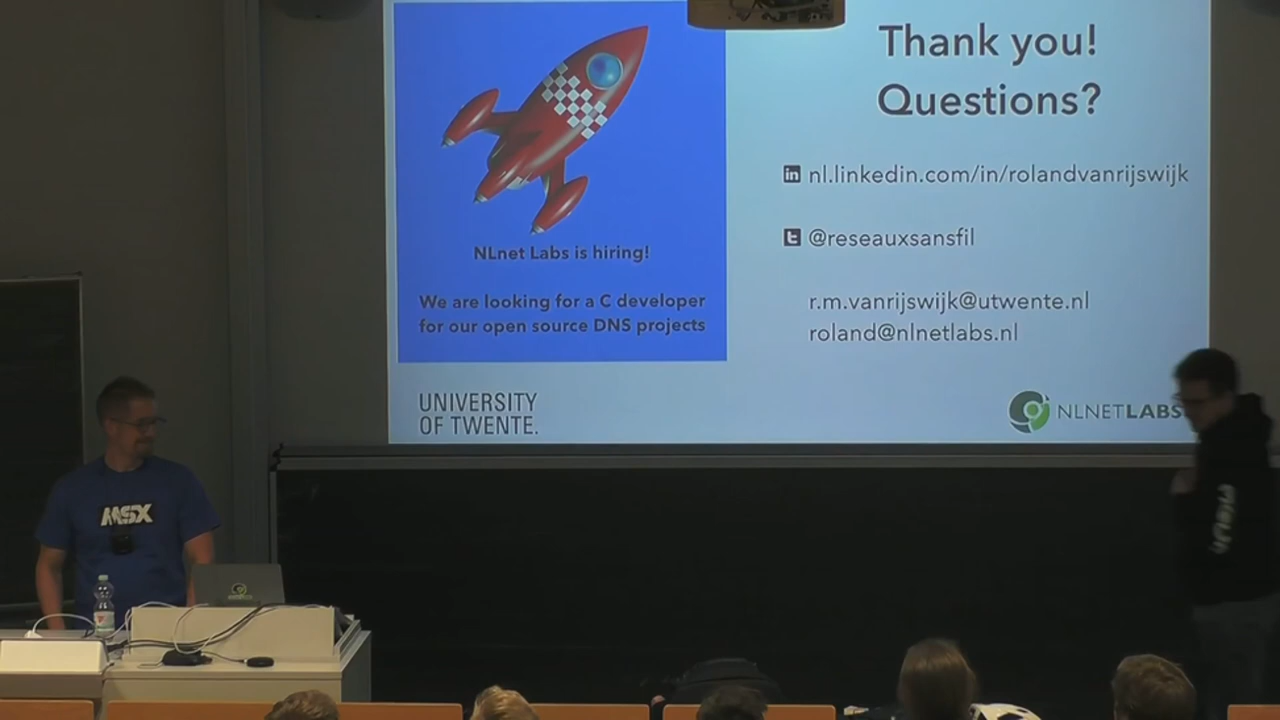 Thank you!
Questions?
nl.linkedin.com/in/rolandvanrijswijk
@reseauxsansfil
r.m.vanrijswijk@utwente.nl
roland@nlnetlabs.nl
NLnet Labs is hiring!
We are looking for a C developer
for our open source DNS projects
UNIVERSITY
OF TWENTE.
NLNETLABS
MSX